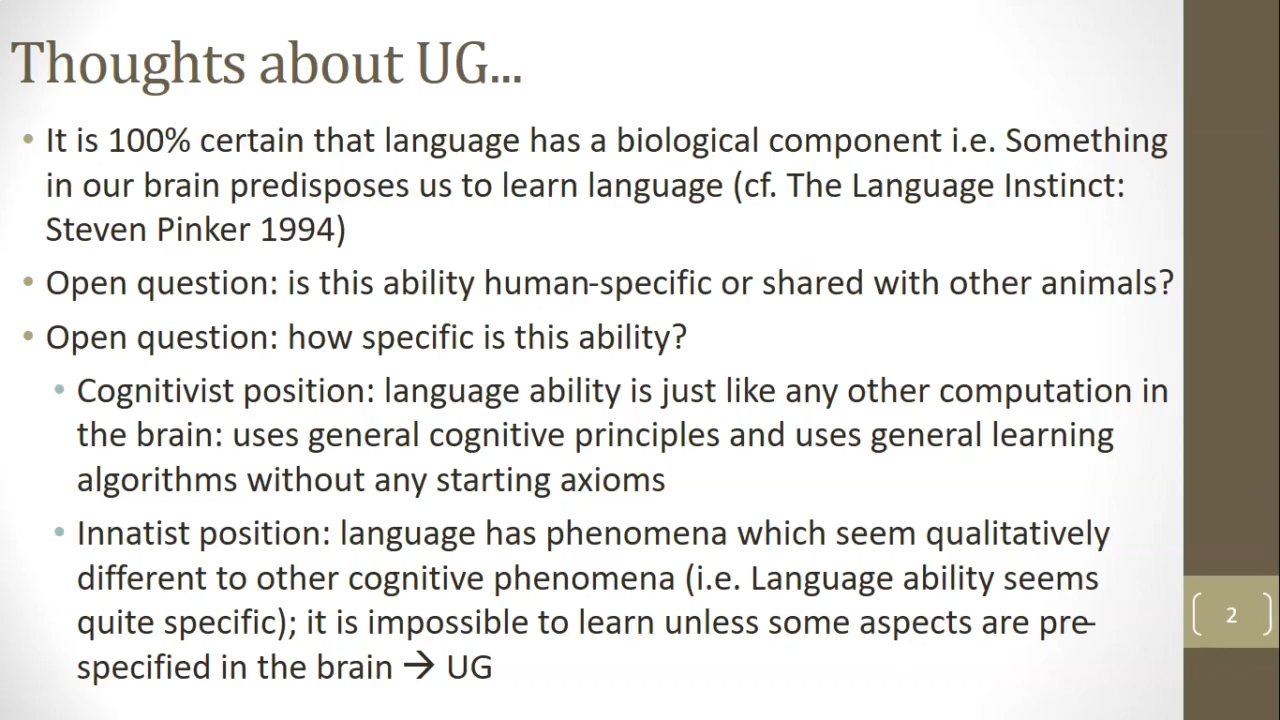 Thoughts about UG...
• It is 100% certain that language has a biological component i.e. Something
in our brain predisposes us to learn language (cf. The Language Instinct:
Steven Pinker 1994)
• Open question: is this ability human-specific or shared with other animals?
• Open question: how specific is this ability?
• Cognitivist position: language ability is just like any other computation in
the brain: uses general cognitive principles and uses general learning
algorithms without any starting axioms
• Innatist position: language has phenomena which seem qualitatively
different to other cognitive phenomena (i.e. Language ability seems
quite specific); it is impossible to learn unless some aspects are pre-
specified in the brain → UG
2